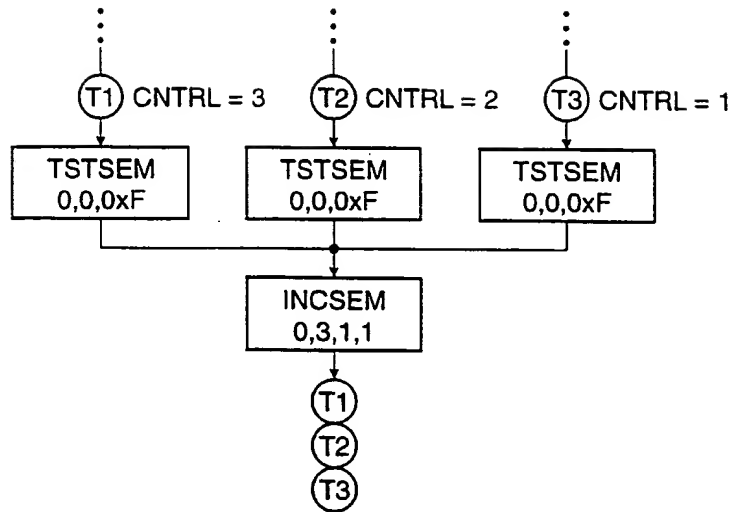 T1 CNTRL = 3
T2 CNTRL = 2
T3 CNTRL = 1
TSTSEM
0,0,0xF
TSTSEM
0,0,0xF
TSTSEM
0,0,0xF
INCSEM
0,3,1,1
T1
T2
T3